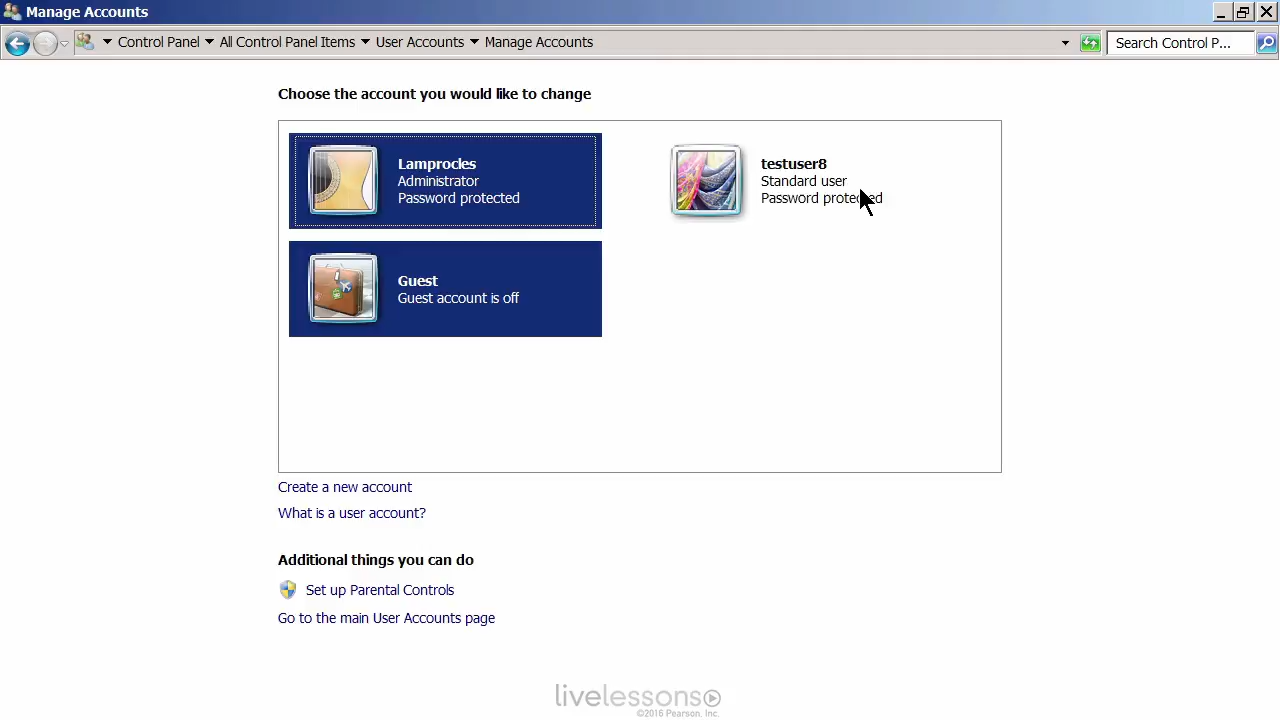 Manage Accounts
Control Panel All Control Panel Items User Accounts Manage Accounts Search Control P...
Choose the account you would like to change
Lamprocles
Administrator
Password protected
testuser8
Standard user
Password protected
Guest
Guest account is off
Create a new account
What is a user account?
Additional things you can do
Set up Parental Controls
Go to the main User Accounts page
livelessons
©2016 Pearson, Inc.